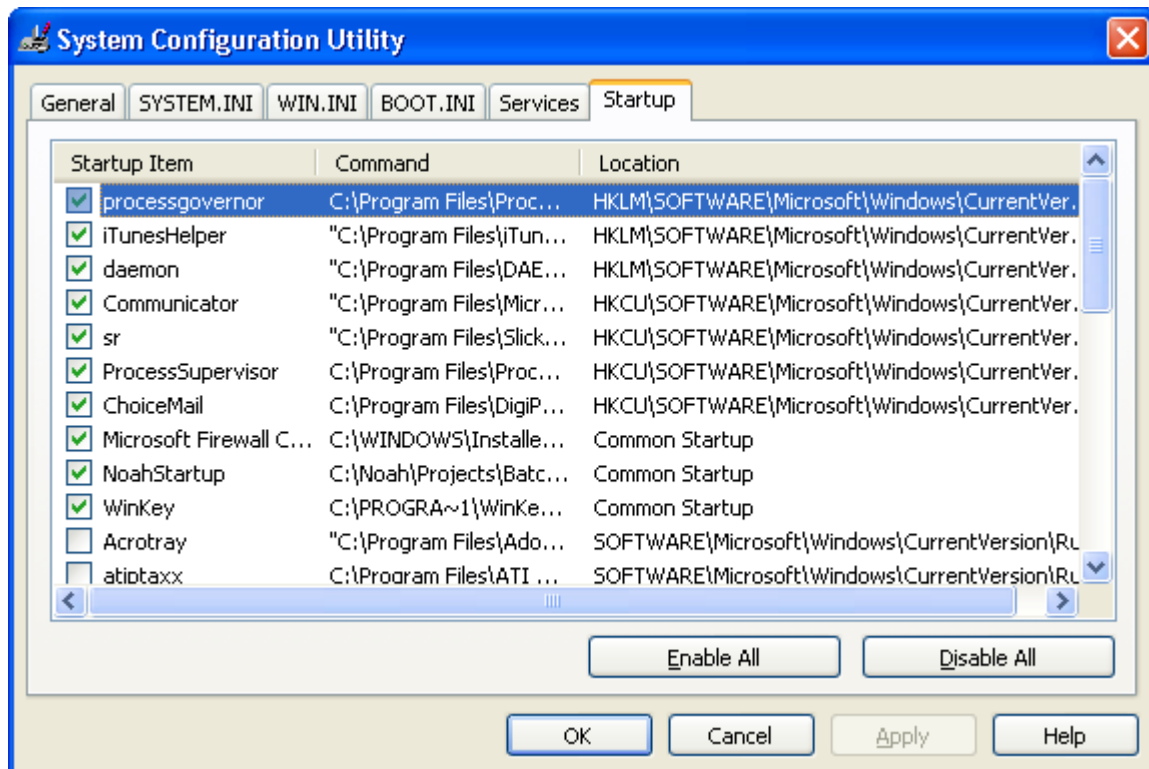 System Configuration Utility
General SYSTEM.INI WIN.INI BOOT.INI Services Startup
Startup Item Command Location
processgovernor C:\Program Files\Proc... HKLM\SOFTWARE\Microsoft\Windows\CurrentVer.
iTunesHelper "C:\Program Files\iTun... HKLM\SOFTWARE\Microsoft\Windows\CurrentVer.
daemon "C:\Program Files\DAE... HKLM\SOFTWARE\Microsoft\Windows\CurrentVer.
Communicator "C:\Program Files\Micr... HKCU\SOFTWARE\Microsoft\Windows\CurrentVer.
sr "C:\Program Files\Slick... HKCU\SOFTWARE\Microsoft\Windows\CurrentVer.
ProcessSupervisor C:\Program Files\Proc... HKCU\SOFTWARE\Microsoft\Windows\CurrentVer.
ChoiceMail C:\Program Files\DigiP... HKCU\SOFTWARE\Microsoft\Windows\CurrentVer.
Microsoft Firewall C... C:\WINDOWS\Installe... Common Startup
NoahStartup C:\Noah\Projects\Batc... Common Startup
WinKey C:\PROGRA~1\WinKe... Common Startup
Acrotray "C:\Program Files\Ado... SOFTWARE\Microsoft\Windows\CurrentVersion\Ru
atiptaxx C:\Program Files\ATI ... SOFTWARE\Microsoft\Windows\CurrentVersion\Ru
Enable All Disable All
OK Cancel Apply Help